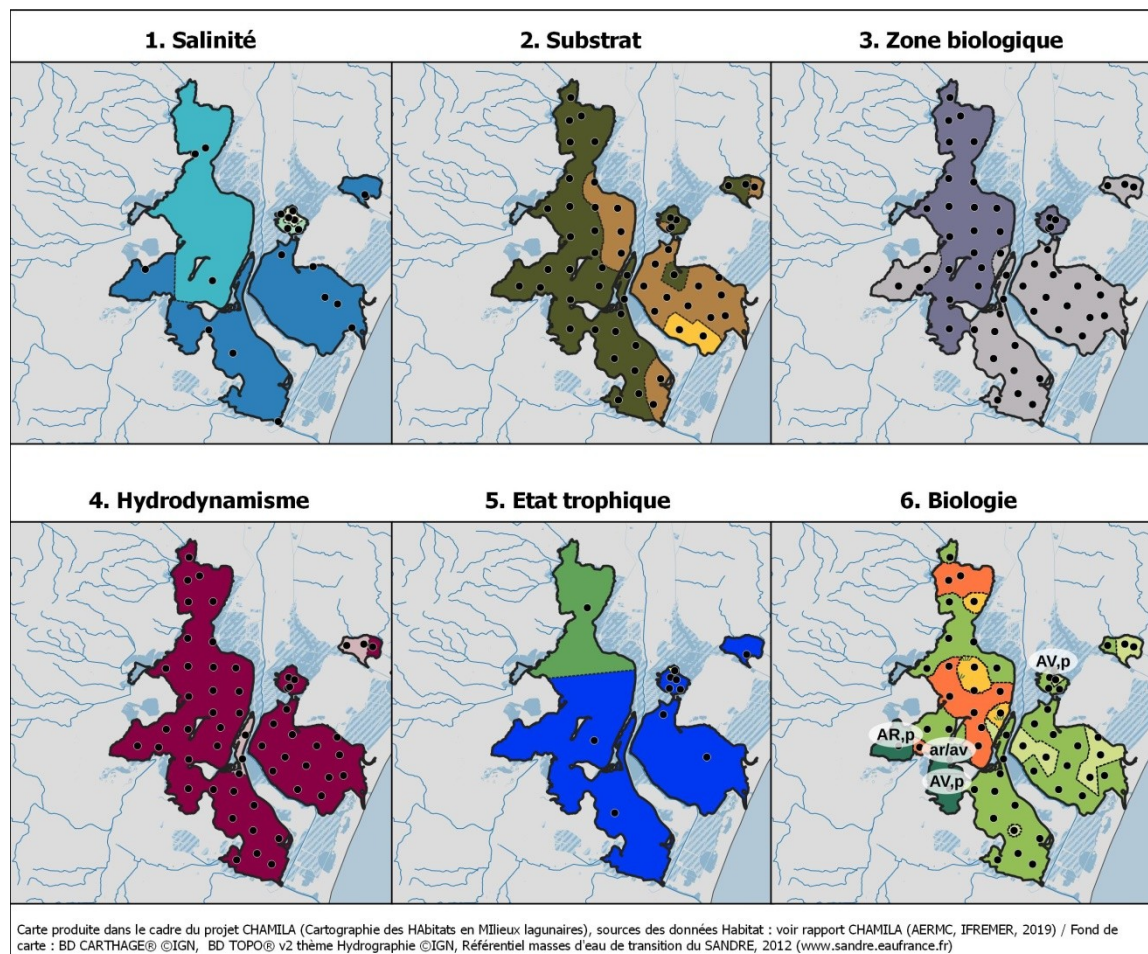 1. Salinité
2. Substrat
3. Zone biologique
4. Hydrodynamisme
5. Etat trophique
6. Biologie
AV,p
AR,p
ar/av
AV,p
Carte produite dans le cadre du projet CHAMILA (Cartographie des HAbitats en MIlieux lagunaires), sources des données Habitat : voir rapport CHAMILA (AERMC, IFREMER, 2019) / Fond de
carte : BD CARTHAGE® ©IGN, BD TOPO® v2 thème Hydrographie ©IGN, Référentiel masses d'eau de transition du SANDRE, 2012 (www.sandre.eaufrance.fr)